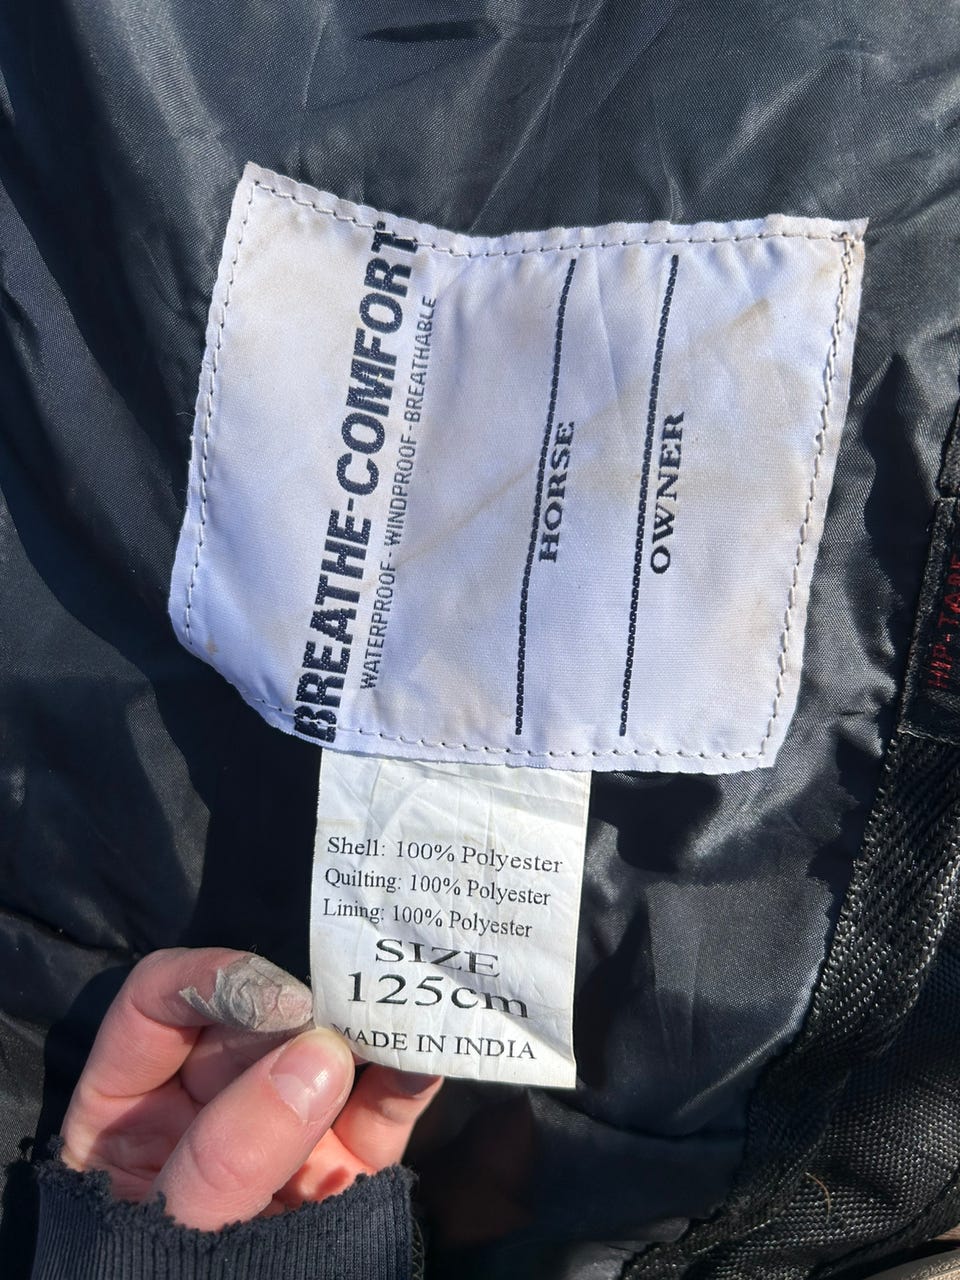 BREATHE-COMFORT
WATERPROOF-WINDPROOF-BREATHABLE
HORSE
OWNER
Shell: 100% Polyester
Quilting: 100% Polyester
Lining: 100% Polyester
SIZE
125cm
MADE IN INDIA